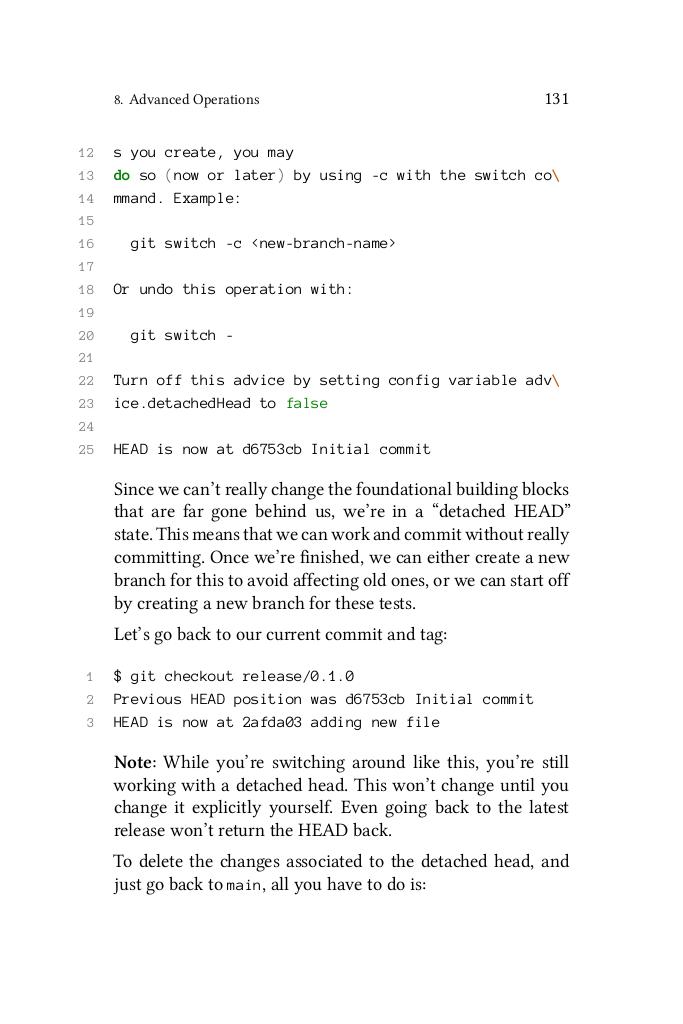 8. Advanced Operations 131
12 s you create, you may
13 do so (now or later) by using -c with the switch co\
14 mmand. Example:
15
16 git switch -c <new-branch-name>
17
18 Or undo this operation with:
19
20 git switch -
21
22 Turn off this advice by setting config variable adv\
23 ice.detachedHead to false
24
25 HEAD is now at d6753cb Initial commit
Since we can’t really change the foundational building blocks
that are far gone behind us, we’re in a “detached HEAD”
state. This means that we can work and commit without really
committing. Once we’re finished, we can either create a new
branch for this to avoid affecting old ones, or we can start off
by creating a new branch for these tests.
Let’s go back to our current commit and tag:
1 $ git checkout release/0.1.0
2 Previous HEAD position was d6753cb Initial commit
3 HEAD is now at 2afda03 adding new file
Note: While you’re switching around like this, you’re still
working with a detached head. This won’t change until you
change it explicitly yourself. Even going back to the latest
release won’t return the HEAD back.
To delete the changes associated to the detached head, and
just go back to main, all you have to do is: